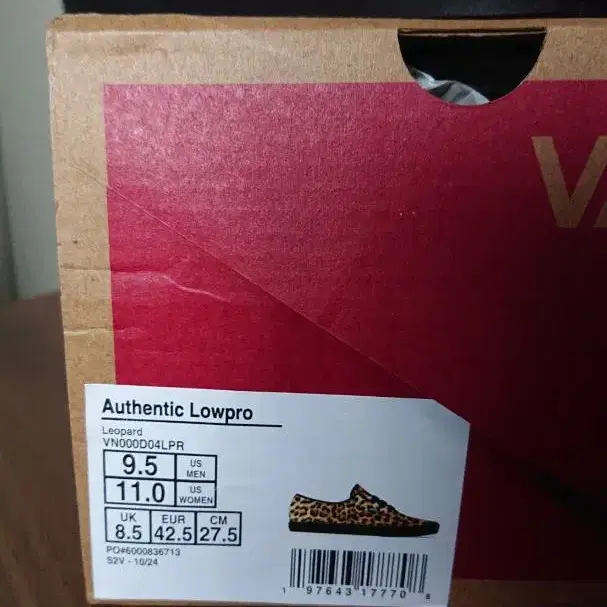 VA
Authentic Lowpro
Leopard
VN000D04LPR
9.5 US MEN
11.0 US WOMEN
UK 8.5 EUR 42.5 CM 27.5
PO#6000836713
S2V - 10/24
1 97643 17770 8